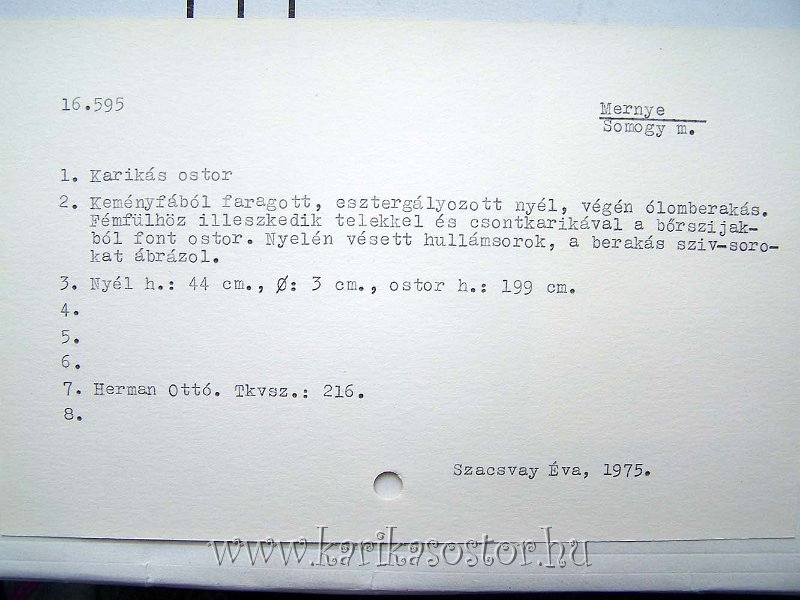 16.595
Mernye
Somogy m.
1. Karikás ostor
2. Keményfából faragott, esztergályozott nyél, végén ólomberakás.
Fémfülhöz illeszkedik telekkel és csontkarikával a bőrszijak-
ból font ostor. Nyelén vésett hullámsorok, a berakás sziv-soro-
kat ábrázol.
3. Nyél h.: 44 cm., Ø: 3 cm., ostor h.: 199 cm.
4.
5.
6.
7. Herman Ottó. Tkvsz.: 216.
8.
Szacsvay Éva, 1975.
www.karikasostor.hu